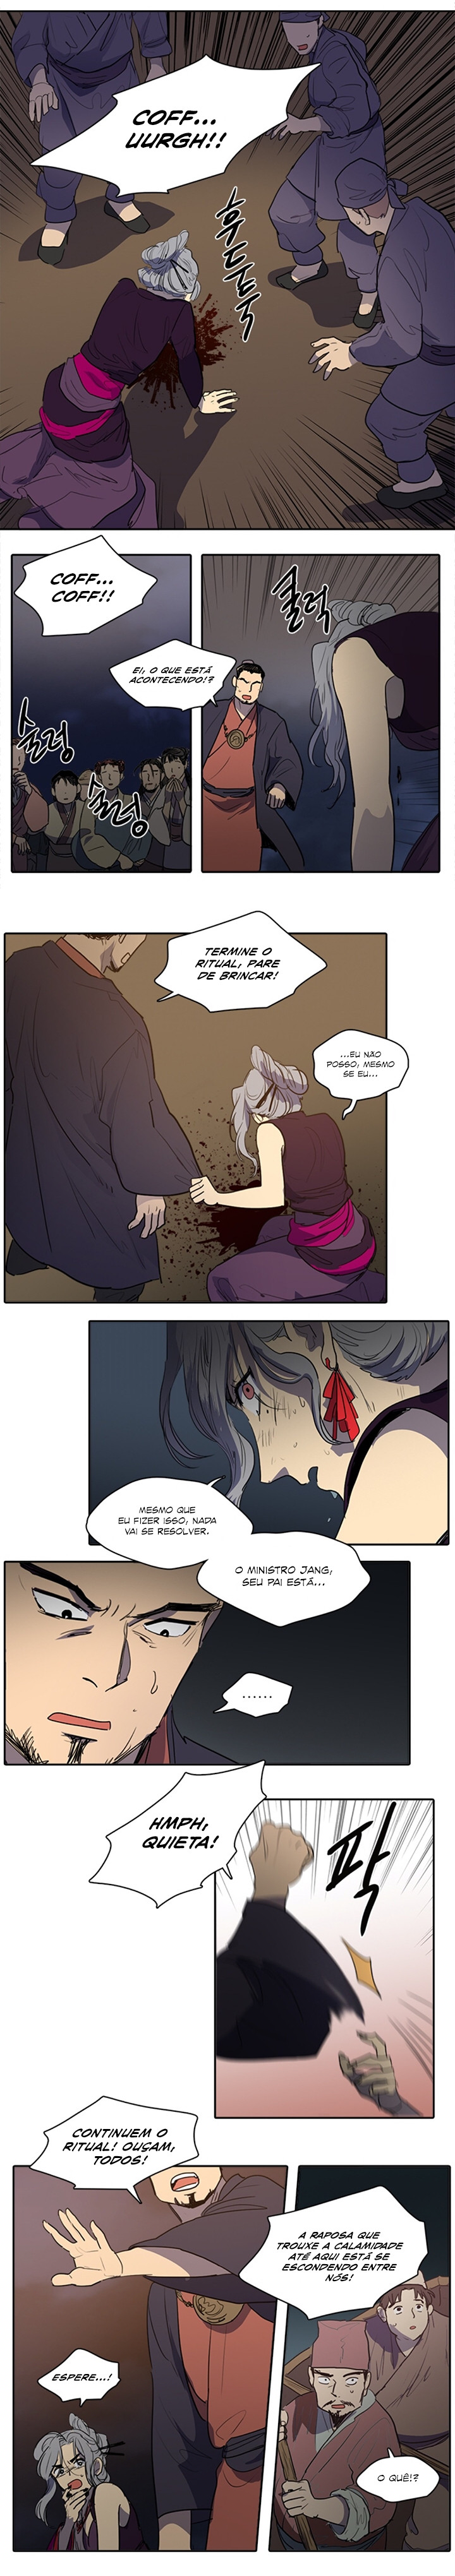 COFF...
UURGH!!
후
드
득
COFF...
COFF!!
쿨럭
EI, O QUE ESTÁ
ACONTECENDO!?
술렁
술렁
TERMINE O
RITUAL, PARE
DE BRINCAR!
...EU NÃO
POSSO, MESMO
SE EU...
MESMO QUE
EU FIZER ISSO, NADA
VAI SE RESOLVER.
O MINISTRO JANG,
SEU PAI ESTÁ...
......
HMPH,
QUIETA!
팍
CONTINUEM O
RITUAL! OUÇAM,
TODOS!
A RAPOSA QUE
TROUXE A CALAMIDADE
ATÉ AQUI ESTÁ SE
ESCONDENDO ENTRE
NÓS!
ESPERE...!
O QUÊ!?